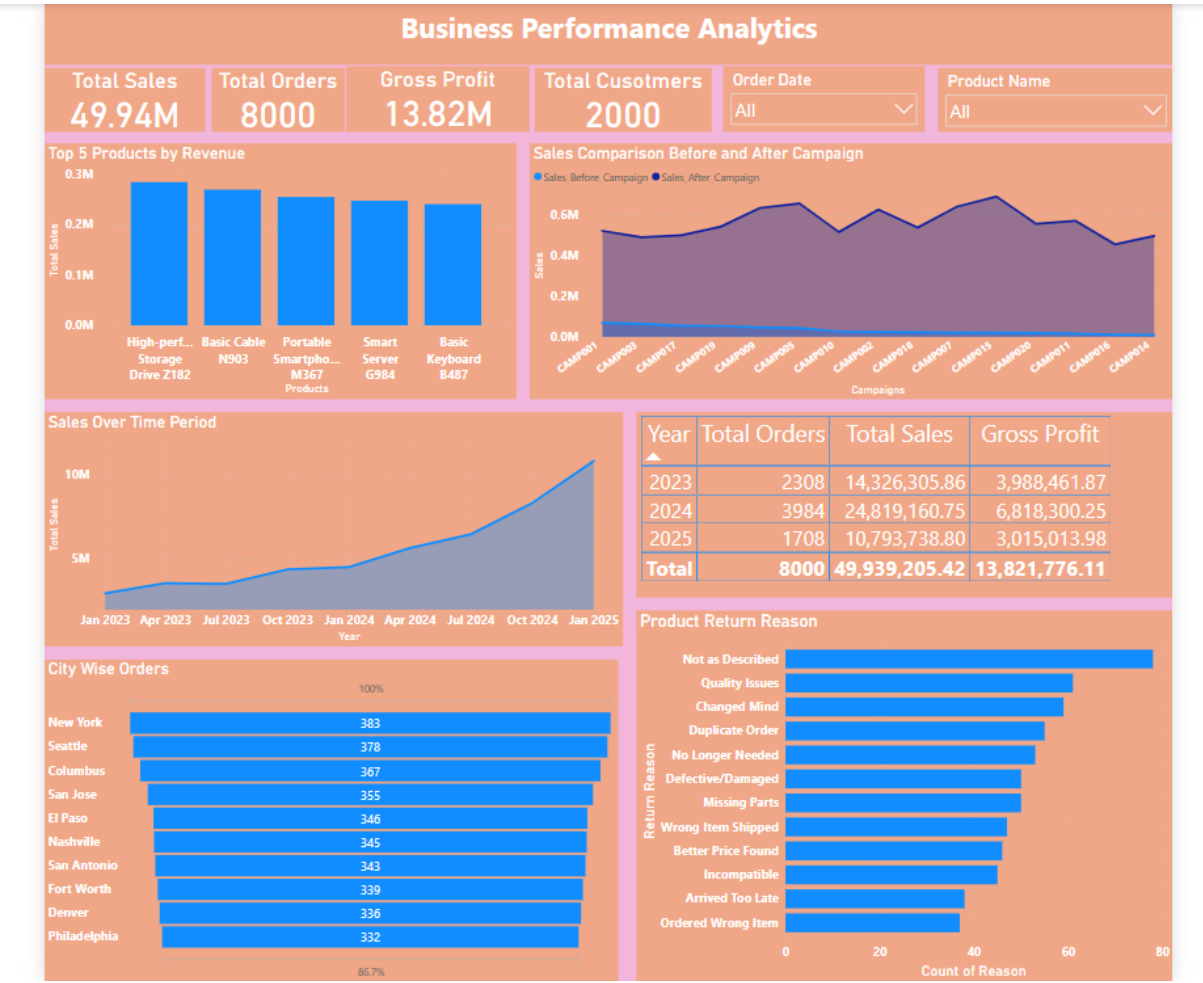 Business Performance Analytics
Total Sales
49.94M
Total Orders
8000
Gross Profit
13.82M
Total Cusotmers
2000
Order Date
All
Product Name
All
Top 5 Products by Revenue
0.3M
0.2M
0.1M
0.0M
Total Sales
High-perf...
Storage
Drive Z182
Basic Cable
N903
Portable
Smartpho...
M367
Smart
Server
G984
Basic
Keyboard
B487
Products
Sales Comparison Before and After Campaign
Sales_Before_Campaign Sales_After_Campaign
0.6M
0.4M
0.2M
0.0M
Sales
CAMP001 CAMP003 CAMP017 CAMP019 CAMP009 CAMP005 CAMP010 CAMP002 CAMP018 CAMP007 CAMP015 CAMP020 CAMP011 CAMP016 CAMP014
Campaigns
Sales Over Time Period
10M
5M
Total Sales
Jan 2023 Apr 2023 Jul 2023 Oct 2023 Jan 2024 Apr 2024 Jul 2024 Oct 2024 Jan 2025
Year
Year Total Orders Total Sales Gross Profit
2023 2308 14,326,305.86 3,988,461.87
2024 3984 24,819,160.75 6,818,300.25
2025 1708 10,793,738.80 3,015,013.98
Total 8000 49,939,205.42 13,821,776.11
City Wise Orders
100%
New York 383
Seattle 378
Columbus 367
San Jose 355
El Paso 346
Nashville 345
San Antonio 343
Fort Worth 339
Denver 336
Philadelphia 332
86.7%
Product Return Reason
Return Reason
Not as Described
Quality Issues
Changed Mind
Duplicate Order
No Longer Needed
Defective/Damaged
Missing Parts
Wrong Item Shipped
Better Price Found
Incompatible
Arrived Too Late
Ordered Wrong Item
0 20 40 60 80
Count of Reason